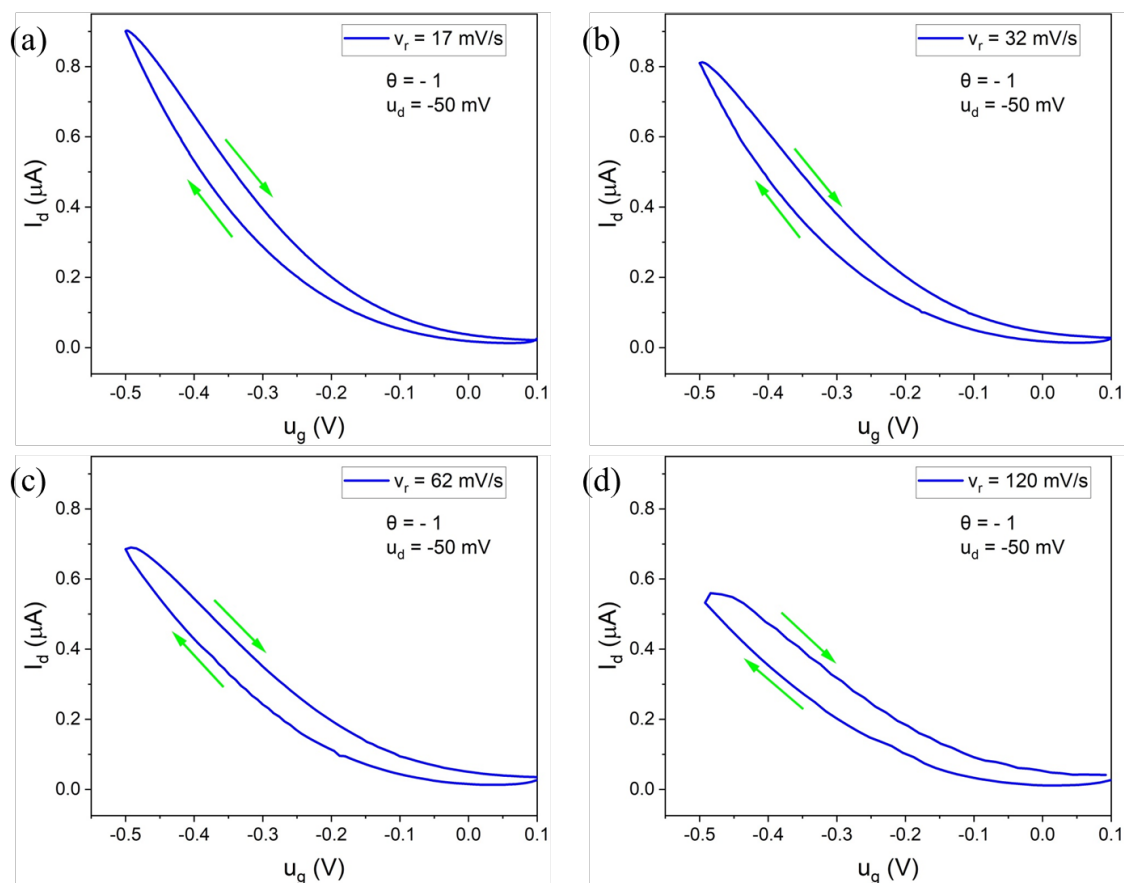 (a)
v_r = 17 mV/s
θ = - 1
u_d = -50 mV
I_d (μA)
0.8
0.6
0.4
0.2
0.0
-0.5 -0.4 -0.3 -0.2 -0.1 0.0 0.1
u_g (V)
(b)
v_r = 32 mV/s
θ = - 1
u_d = -50 mV
I_d (μA)
0.8
0.6
0.4
0.2
0.0
-0.5 -0.4 -0.3 -0.2 -0.1 0.0 0.1
u_g (V)
(c)
v_r = 62 mV/s
θ = - 1
u_d = -50 mV
I_d (μA)
0.8
0.6
0.4
0.2
0.0
-0.5 -0.4 -0.3 -0.2 -0.1 0.0 0.1
u_g (V)
(d)
v_r = 120 mV/s
θ = - 1
u_d = -50 mV
I_d (μA)
0.8
0.6
0.4
0.2
0.0
-0.5 -0.4 -0.3 -0.2 -0.1 0.0 0.1
u_g (V)